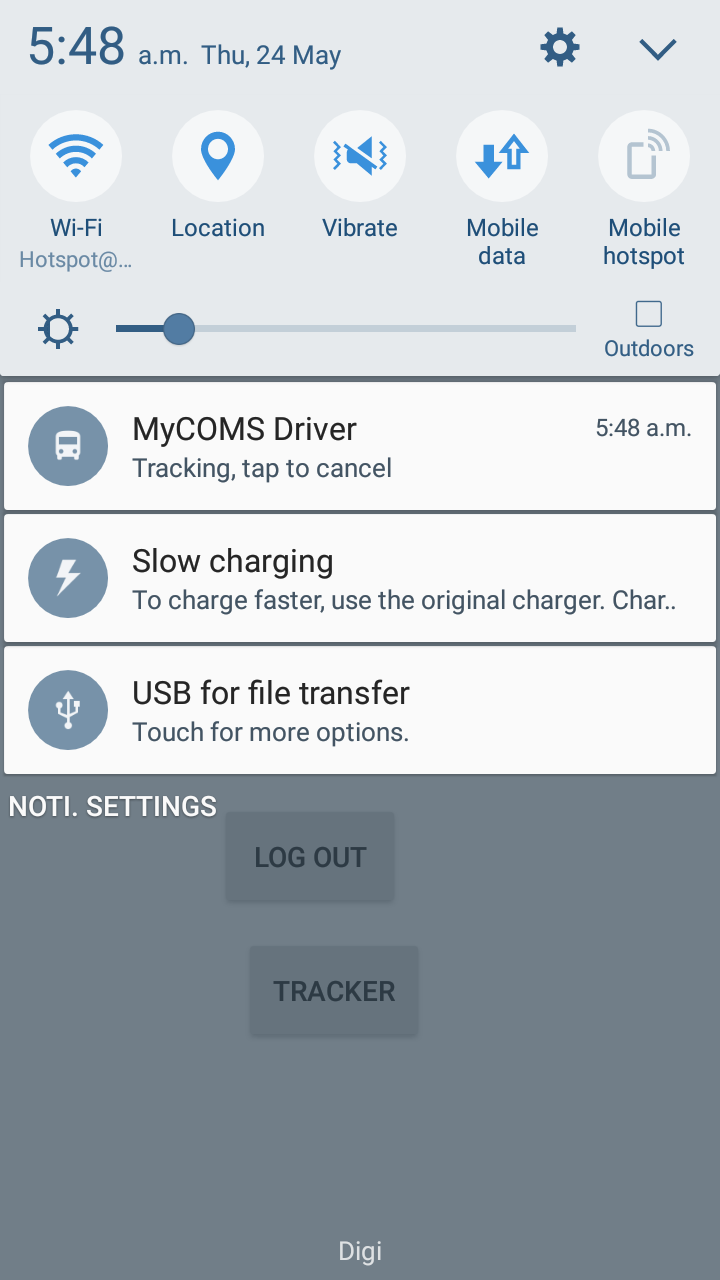 5:48 a.m. Thu, 24 May
Wi-Fi
Hotspot@...
Location
Vibrate
Mobile
data
Mobile
hotspot
Outdoors
MyCOMS Driver 5:48 a.m.
Tracking, tap to cancel
Slow charging
To charge faster, use the original charger. Char..
USB for file transfer
Touch for more options.
NOTI. SETTINGS
LOG OUT
TRACKER
Digi